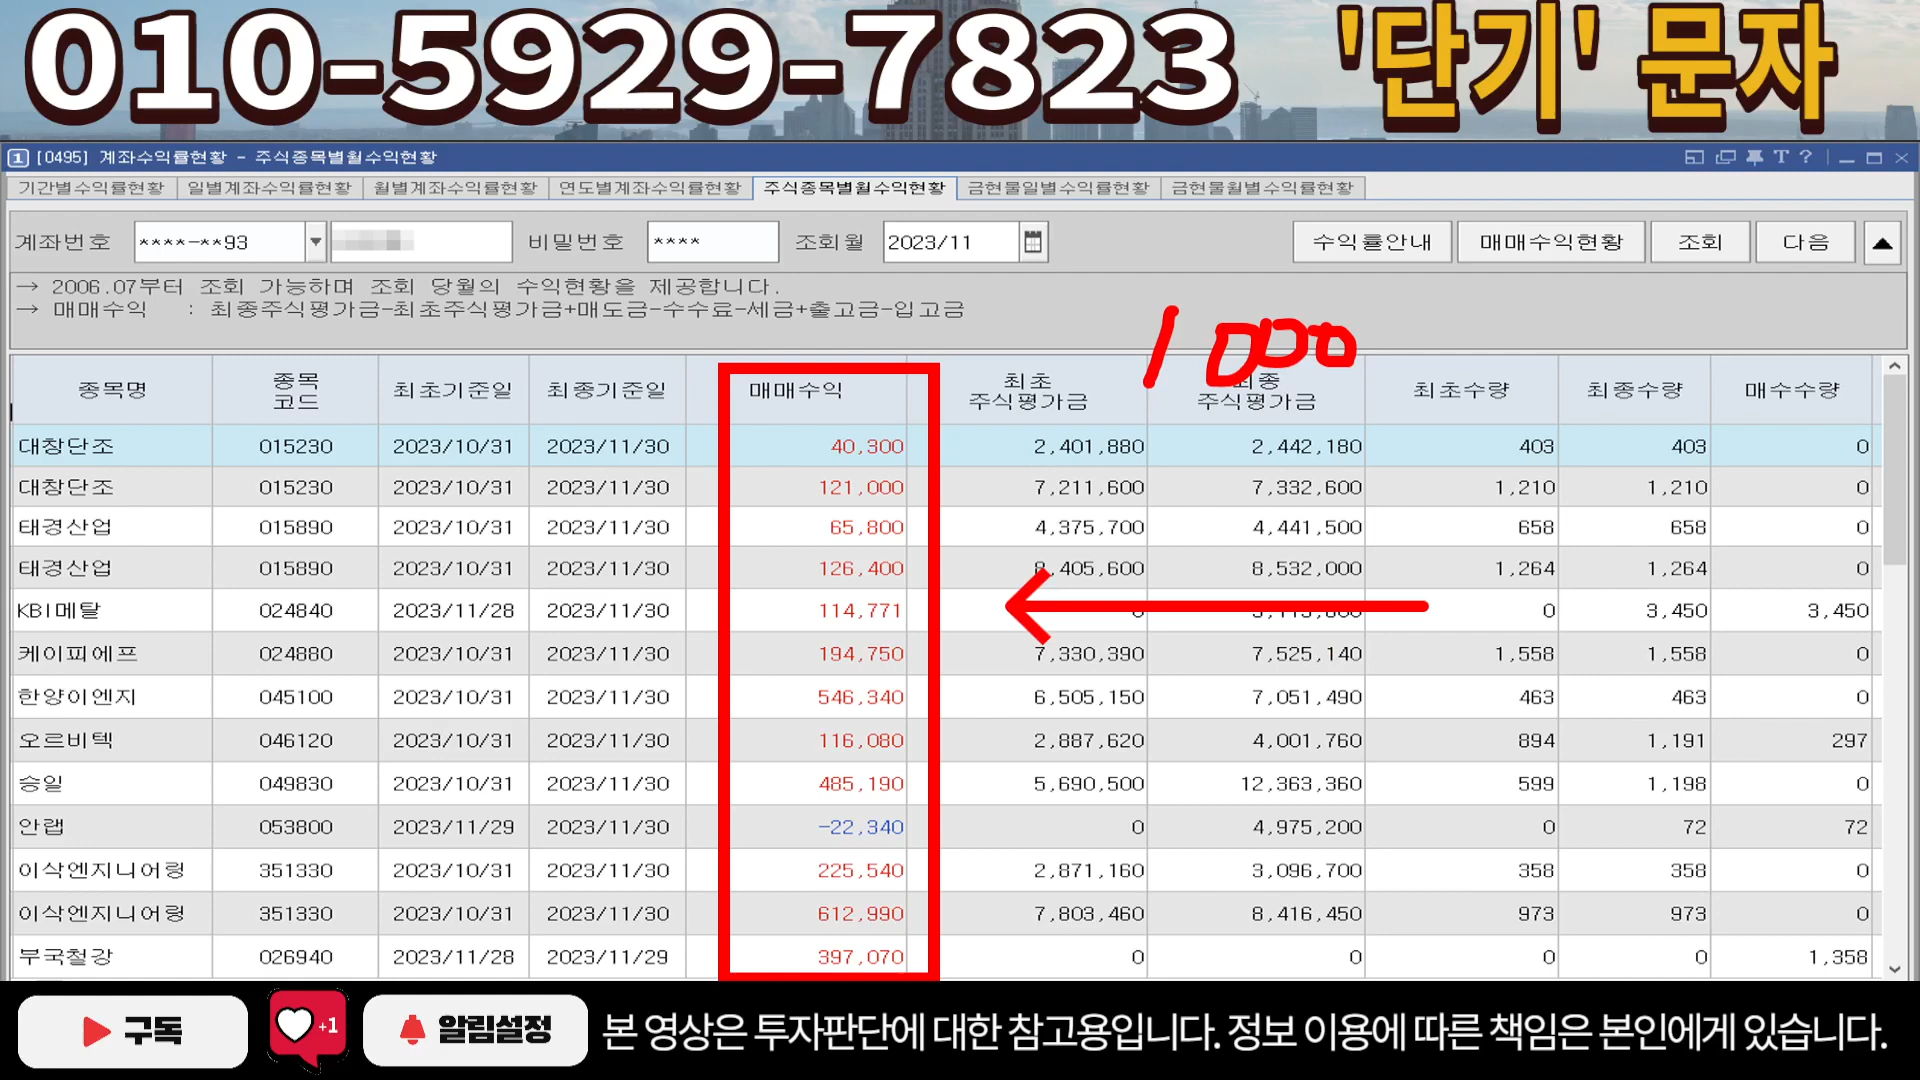 010-5929-7823 '단기' 문자
1 [0495] 계좌수익률현황 - 주식종목별월수익현황
기간별수익률현황 일별계좌수익률현황 월별계좌수익률현황 연도별계좌수익률현황 주식종목별월수익현황 금현물일별수익률현황 금현물월별수익률현황
계좌번호 ****-**93 비밀번호 **** 조회월 2023/11 수익률안내 매매수익현황 조회 다음
→ 2006.07부터 조회 가능하며 조회 당월의 수익현황을 제공합니다.
→ 매매수익 : 최종주식평가금-최초주식평가금+매도금-수수료-세금+출고금-입고금
1000
종목명 종목코드 최초기준일 최종기준일 매매수익 최초주식평가금 최종주식평가금 최초수량 최종수량 매수수량
대창단조 015230 2023/10/31 2023/11/30 40,300 2,401,880 2,442,180 403 403 0
대창단조 015230 2023/10/31 2023/11/30 121,000 7,211,600 7,332,600 1,210 1,210 0
태경산업 015890 2023/10/31 2023/11/30 65,800 4,375,700 4,441,500 658 658 0
태경산업 015890 2023/10/31 2023/11/30 126,400 8,405,600 8,532,000 1,264 1,264 0
KBI메탈 024840 2023/11/28 2023/11/30 114,771 0 0 3,450 3,450
케이피에프 024880 2023/10/31 2023/11/30 194,750 7,330,390 7,525,140 1,558 1,558 0
한양이엔지 045100 2023/10/31 2023/11/30 546,340 6,505,150 7,051,490 463 463 0
오르비텍 046120 2023/10/31 2023/11/30 116,080 2,887,620 4,001,760 894 1,191 297
승일 049830 2023/10/31 2023/11/30 485,190 5,690,500 12,363,360 599 1,198 0
안랩 053800 2023/11/29 2023/11/30 -22,340 0 4,975,200 0 72 72
이삭엔지니어링 351330 2023/10/31 2023/11/30 225,540 2,871,160 3,096,700 358 358 0
이삭엔지니어링 351330 2023/10/31 2023/11/30 612,990 7,803,460 8,416,450 973 973 0
부국철강 026940 2023/11/28 2023/11/29 397,070 0 0 0 0 1,358
구독 +1 알림설정 본 영상은 투자판단에 대한 참고용입니다. 정보 이용에 따른 책임은 본인에게 있습니다.